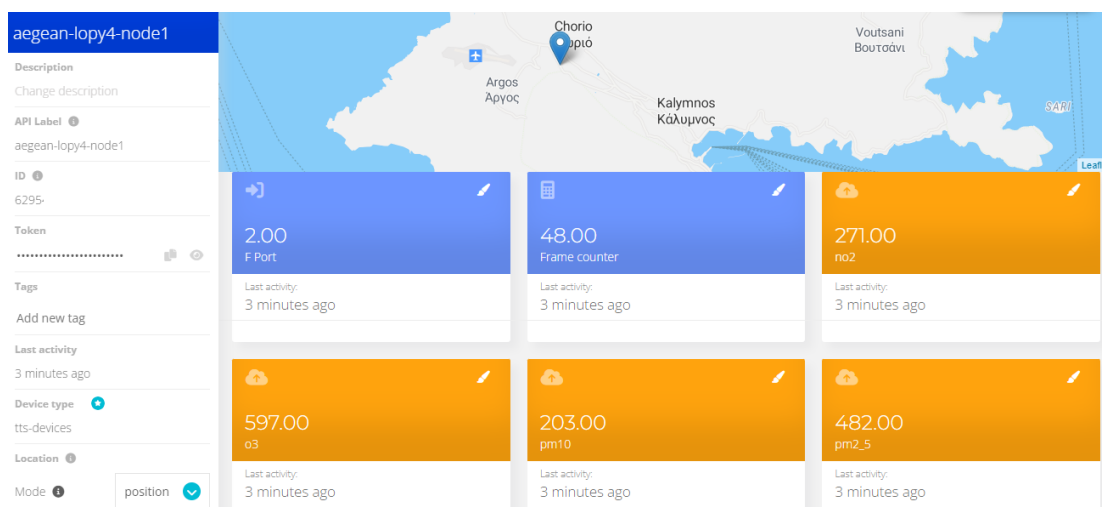 aegean-lopy4-node1
Description
Change description
API Label
aegean-lopy4-node1
ID
6295
Token
Tags
Add new tag
Last activity
3 minutes ago
Device type
tts-devices
Location
Mode position
Chorio
Argos
Άργος
Kalymnos
Κάλυμνος
Voutsani
Βουτσάνι
SARI
Leafl
2.00
F Port
Last activity:
3 minutes ago
48.00
Frame counter
Last activity:
3 minutes ago
271.00
no2
Last activity:
3 minutes ago
597.00
o3
Last activity:
3 minutes ago
203.00
pm10
Last activity:
3 minutes ago
482.00
pm2_5
Last activity:
3 minutes ago